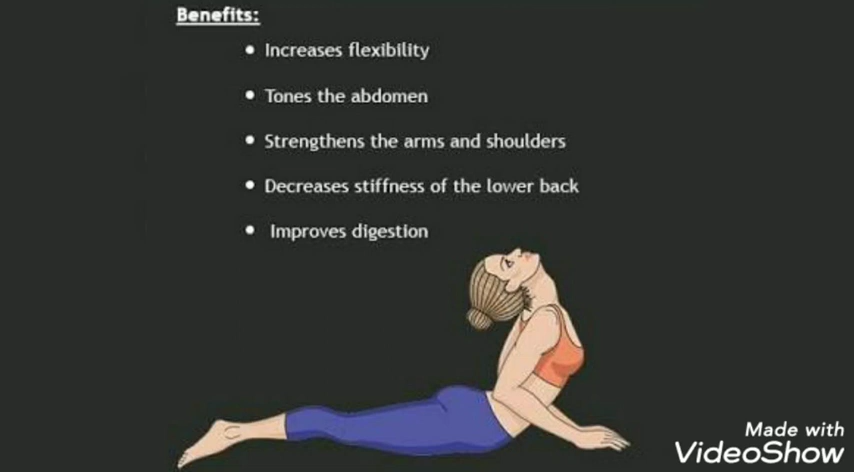 Benefits:
• Increases flexibility
• Tones the abdomen
• Strengthens the arms and shoulders
• Decreases stiffness of the lower back
• Improves digestion
Made with
VideoShow